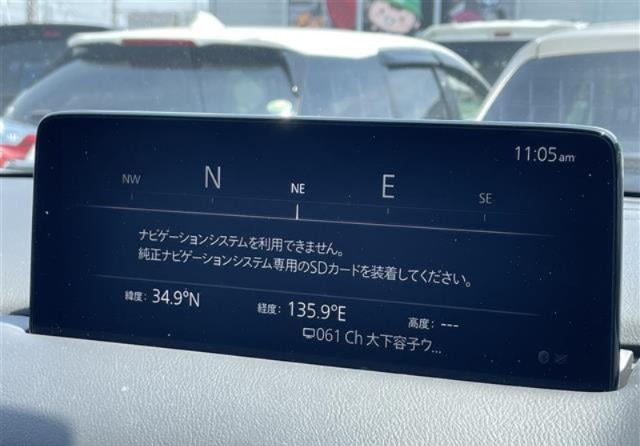 11:05 am
NW N NE E SE
ナビゲーションシステムを利用できません。
純正ナビゲーションシステム専用のSDカードを装着してください。
緯度: 34.9°N 経度: 135.9°E 高度: ---
061 Ch 大下容子ワ...